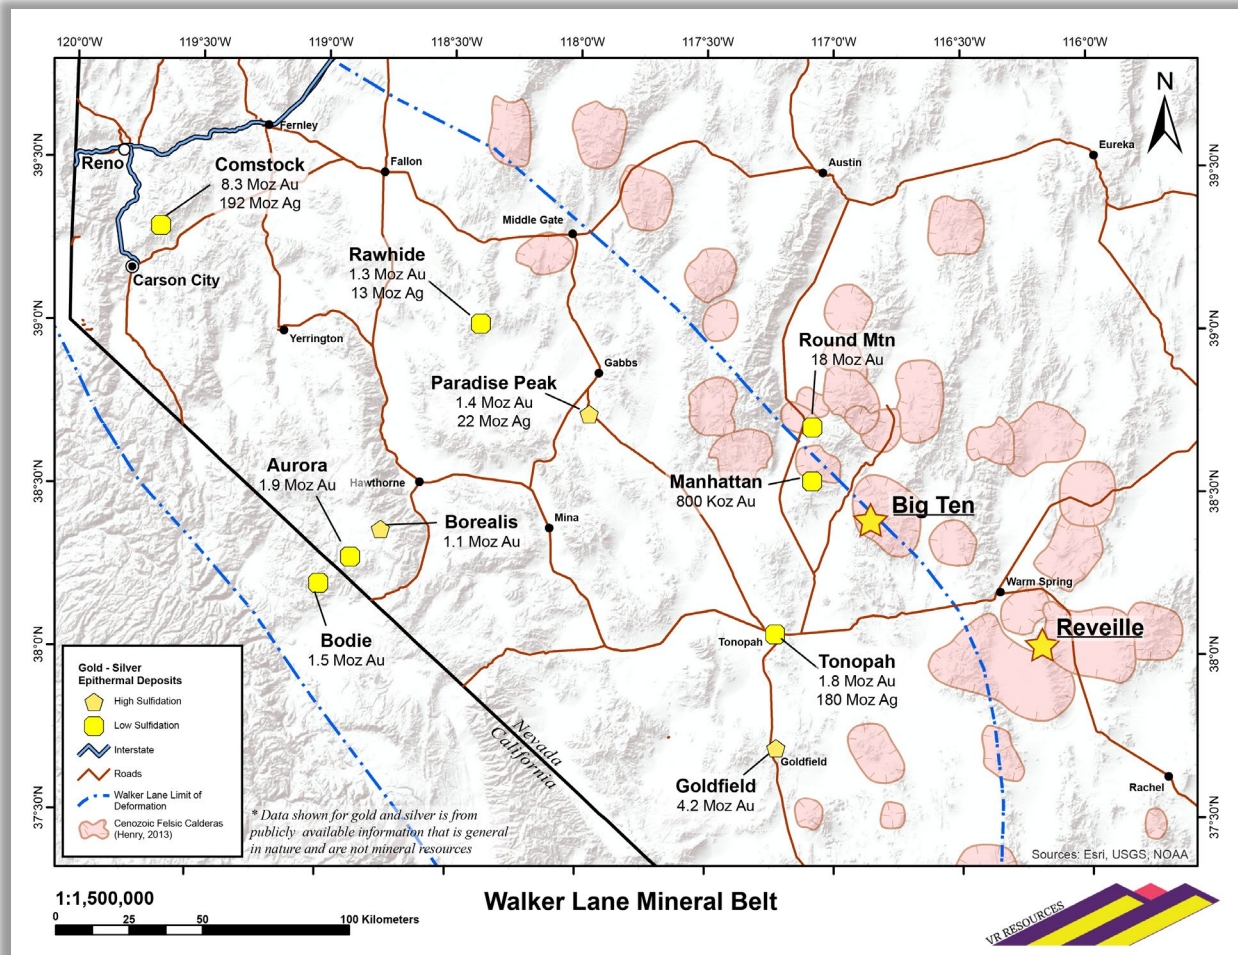 120°0'W 119°30'W 119°0'W 118°30'W 118°0'W 117°30'W 117°0'W 116°30'W 116°0'W
N
39°30'N
39°0'N
38°30'N
38°0'N
37°30'N
39°30'N
39°0'N
38°30'N
38°0'N
37°30'N
Fernley
Reno
Comstock
8.3 Moz Au
192 Moz Ag
Fallon
Austin
Eureka
Middle Gate
Carson City
Rawhide
1.3 Moz Au
13 Moz Ag
Yerrington
Round Mtn
18 Moz Au
Gabbs
Paradise Peak
1.4 Moz Au
22 Moz Ag
Aurora
1.9 Moz Au
Hawthorne
Manhattan
800 Koz Au
Big Ten
Borealis
1.1 Moz Au
Mina
Warm Spring
Bodie
1.5 Moz Au
Tonopah
Reveille
Tonopah
1.8 Moz Au
180 Moz Ag
Nevada
California
Goldfield
Goldfield
4.2 Moz Au
Rachel
Gold - Silver
Epithermal Deposits
High Sulfidation
Low Sulfidation
Interstate
Roads
Walker Lane Limit of
Deformation
Cenozoic Felsic Calderas
(Henry, 2013)
* Data shown for gold and silver is from
publicly available information that is general
in nature and are not mineral resources
Sources: Esri, USGS, NOAA
1:1,500,000
0 25 50 100 Kilometers
Walker Lane Mineral Belt
VR RESOURCES